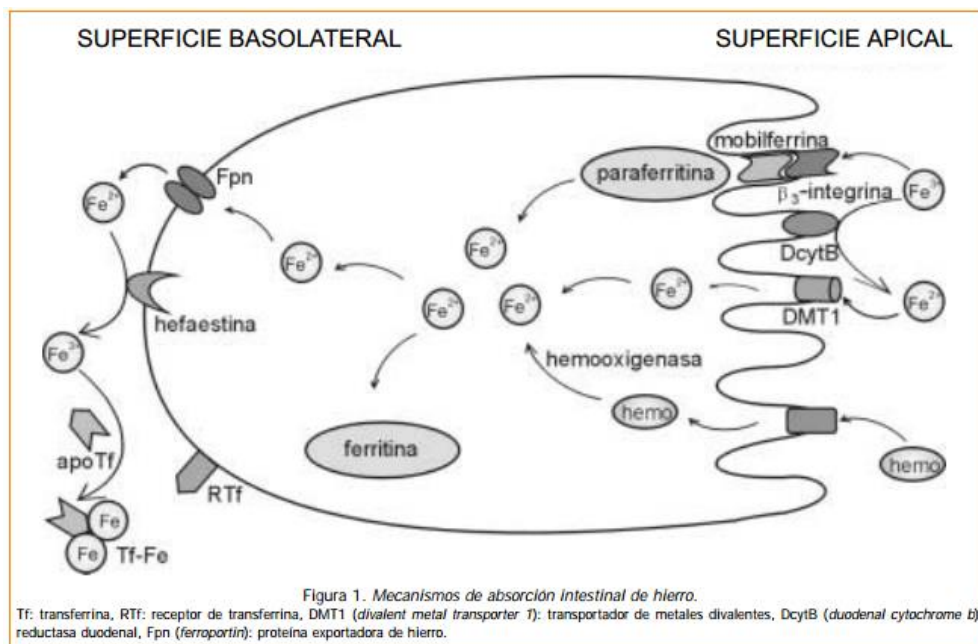 SUPERFICIE BASOLATERAL
SUPERFICIE APICAL
mobilferrina
Fpn
paraferritina
Fe3+
Fe2+
β3-integrina
Fe2+
Fe2+
DcytB
Fe2+
Fe2+
Fe2+
Fe2+
Fe2+
hefaestina
DMT1
Fe3+
hemooxigenasa
hemo
ferritina
hemo
apoTf
RTf
Fe
Fe
Tf-Fe
Figura 1. Mecanismos de absorción intestinal de hierro.
Tf: transferrina, RTf: receptor de transferrina, DMT1 (divalent metal transporter 1): transportador de metales divalentes, DcytB (duodenal cytochrome b)
reductasa duodenal, Fpn (ferroportin): proteína exportadora de hierro.